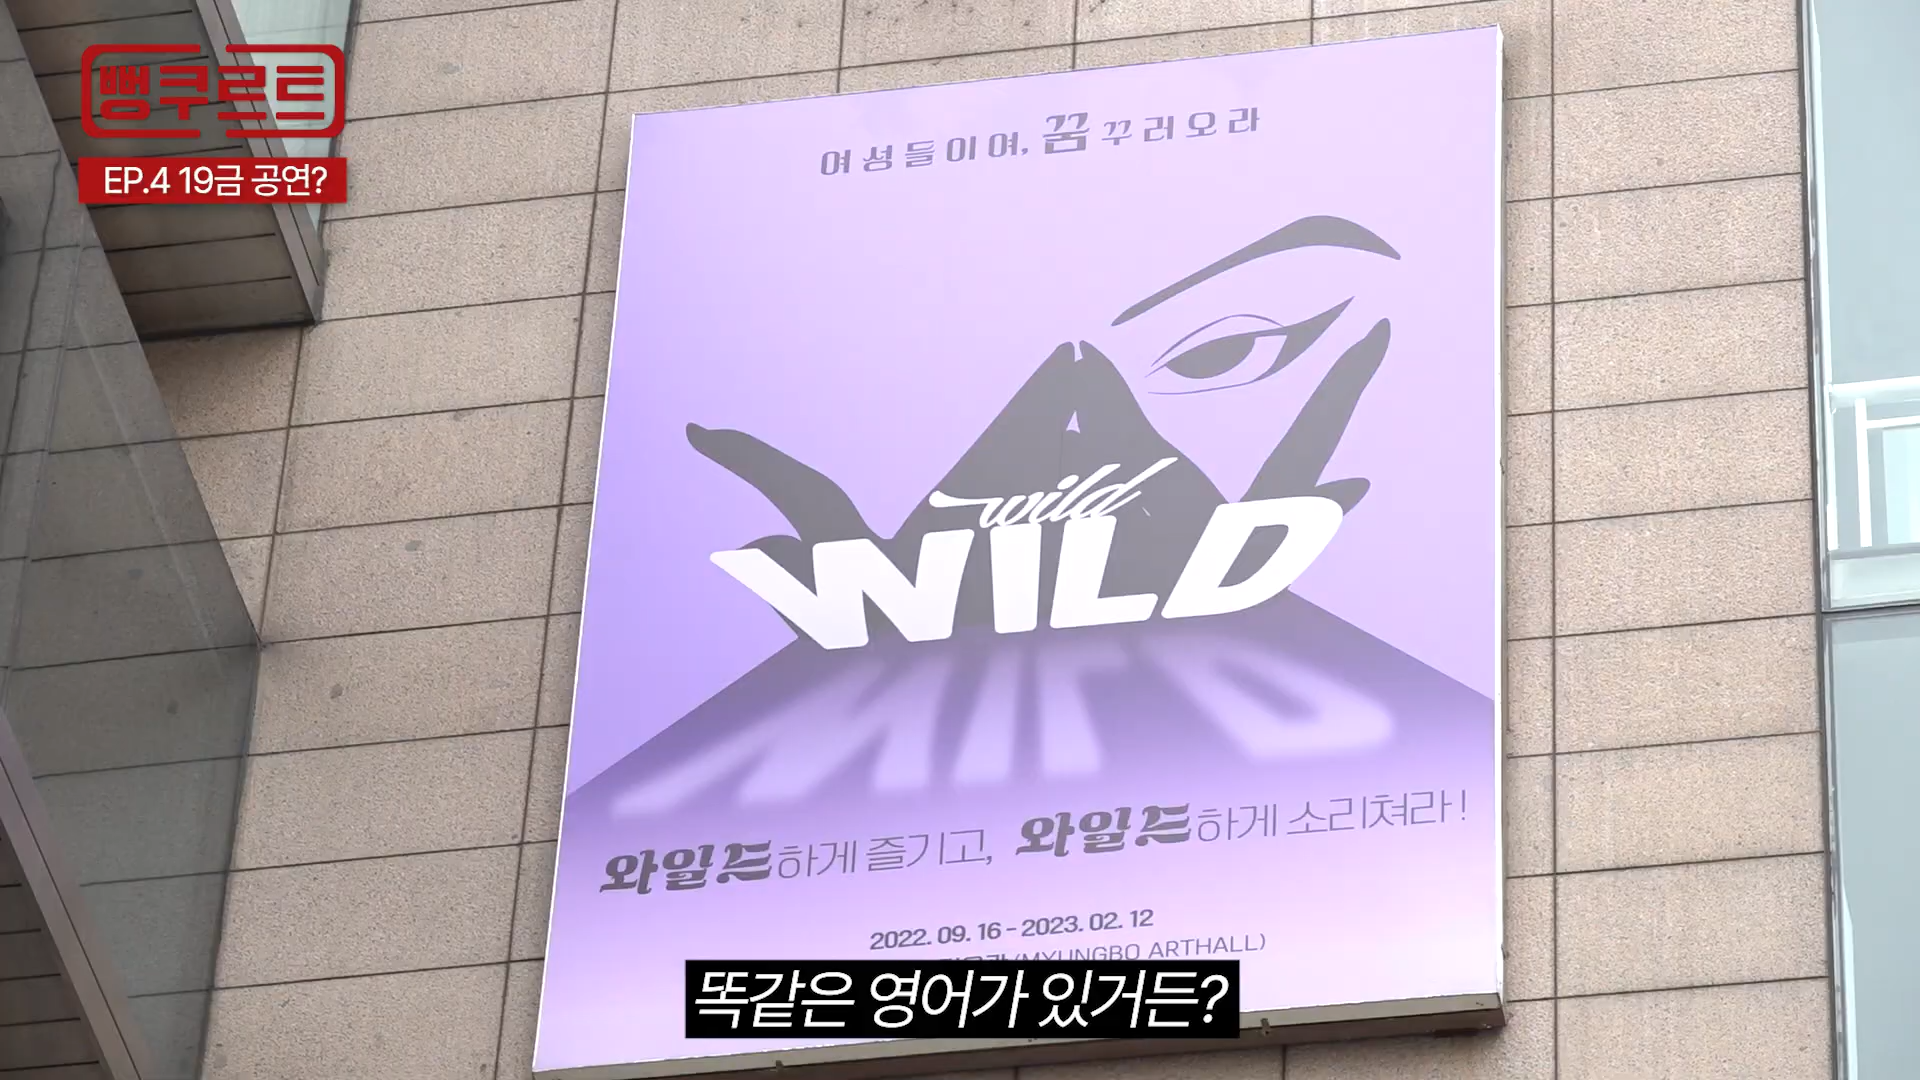 뻥쿠르트
EP.4 19금 공연?
여성들이여, 꿈 꾸러오라
wild
WILD
와일드하게 즐기고, 와일드하게 소리쳐라!
2022. 09. 16 - 2023. 02. 12
(MYUNGBO ARTHALL)
똑같은 영어가 있거든?